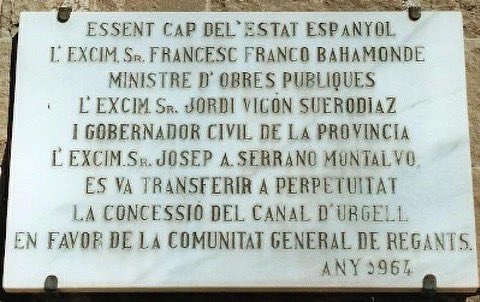 ESSENT CAP DEL'ESTAT ESPANYOL
L'EXCIM. SR. FRANCESC FRANCO BAHAMONDE
MINISTRE D'OBRES PUBLIQUES
L'EXCIM. SR. JORDI VIGÓN SUERODIAZ
I GOBERNADOR CIVIL DE LA PROVINCIA
L'EXCIM. SR. JOSEP A. SERRANO MONTALVO,
ES VA TRANSFERIR A PERPETUITAT
LA CONCESSIÓ DEL CANAL D'URGELL
EN FAVOR DE LA COMUNITAT GENERAL DE REGANTS.
ANY 1964